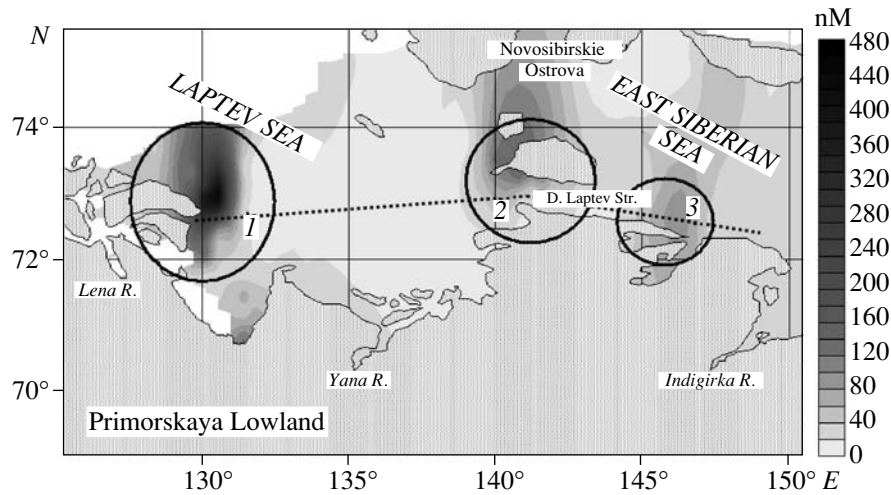 nM
N
Novosibirskie
Ostrova
480
440
400
360
320
280
240
200
160
120
80
40
0
LAPTEV SEA
EAST SIBERIAN
SEA
74°
72°
70°
1
2
D. Laptev Str.
3
Lena R.
Yana R.
Indigirka R.
Primorskaya Lowland
130° 135° 140° 145° 150° E